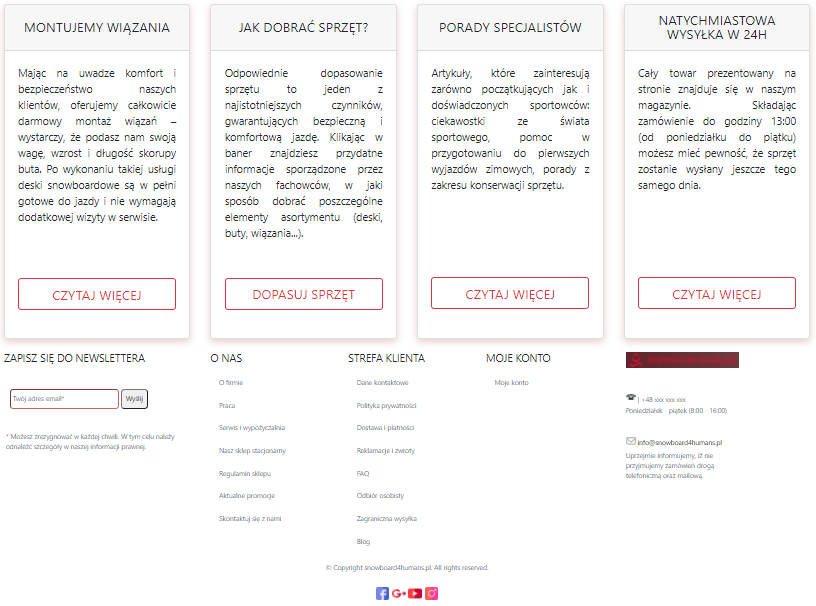 MONTUJEMY WIĄZANIA
Mając na uwadze komfort i
bezpieczeństwo naszych
klientów, oferujemy całkowicie
darmowy montaż wiązań –
wystarczy, że podasz nam swoją
wagę, wzrost i długość skorupy
buta. Po wykonaniu takiej usługi
deski snowboardowe są w pełni
gotowe do jazdy i nie wymagają
dodatkowej wizyty w serwisie.
CZYTAJ WIĘCEJ
JAK DOBRAĆ SPRZĘT?
Odpowiednie dopasowanie
sprzętu to jeden z
najistotniejszych czynników,
gwarantujących bezpieczną i
komfortową jazdę. Klikając w
baner znajdziesz przydatne
informacje sporządzone przez
naszych fachowców, w jaki
sposób dobrać poszczególne
elementy asortymentu (deski,
buty, wiązania...).
DOPASUJ SPRZĘT
PORADY SPECJALISTÓW
Artykuły, które zainteresują
zarówno początkujących jak i
doświadczonych sportowców:
ciekawostki ze świata
sportowego, pomoc w
przygotowaniu do pierwszych
wyjazdów zimowych, porady z
zakresu konserwacji sprzętu.
CZYTAJ WIĘCEJ
NATYCHMIASTOWA
WYSYŁKA W 24H
Cały towar prezentowany na
stronie znajduje się w naszym
magazynie. Składając
zamówienie do godziny 13:00
(od poniedziałku do piątku)
możesz mieć pewność, że sprzęt
zostanie wysłany jeszcze tego
samego dnia.
CZYTAJ WIĘCEJ
ZAPISZ SIĘ DO NEWSLETTERA
Twój adres email* Wyślij
* Możesz zrezygnować w każdej chwili. W tym celu należy
odnaleźć szczegóły w naszej informacji prawnej.
O NAS
O firmie
Praca
Serwis i wypożyczalnia
Nasz sklep stacjonarny
Regulamin sklepu
Aktualne promocje
Skontaktuj się z nami
STREFA KLIENTA
Dane kontaktowe
Polityka prywatności
Dostawa i płatności
Reklamacje i zwroty
FAQ
Odbiór osobisty
Zagraniczna wysyłka
Blog
MOJE KONTO
Moje konto
| +48 xxx xxx xxx
Poniedziałek - piątek (8:00 - 16:00)
info@snowboard4humans.pl
Uprzejmie informujemy, iż nie
przyjmujemy zamówień drogą
telefoniczną oraz mailową.
© Copyright snowboard4humans.pl. All rights reserved.